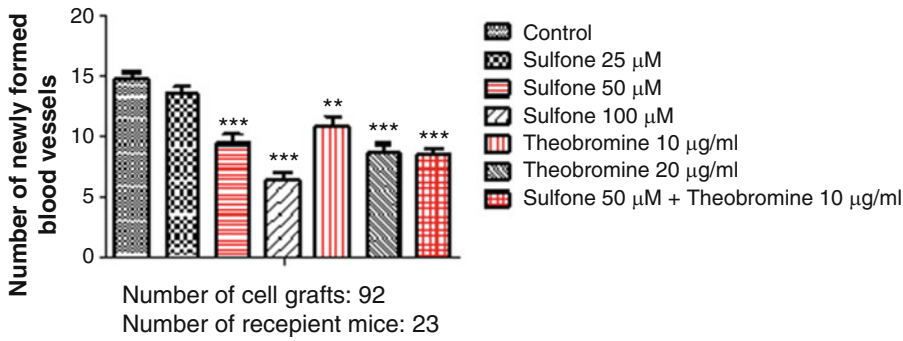 Number of newly formed
blood vessels
20
15
10
5
0
***
***
**
***
***
Control
Sulfone 25 μM
Sulfone 50 μM
Sulfone 100 μM
Theobromine 10 μg/ml
Theobromine 20 μg/ml
Sulfone 50 μM + Theobromine 10 μg/ml
Number of cell grafts: 92
Number of recepient mice: 23